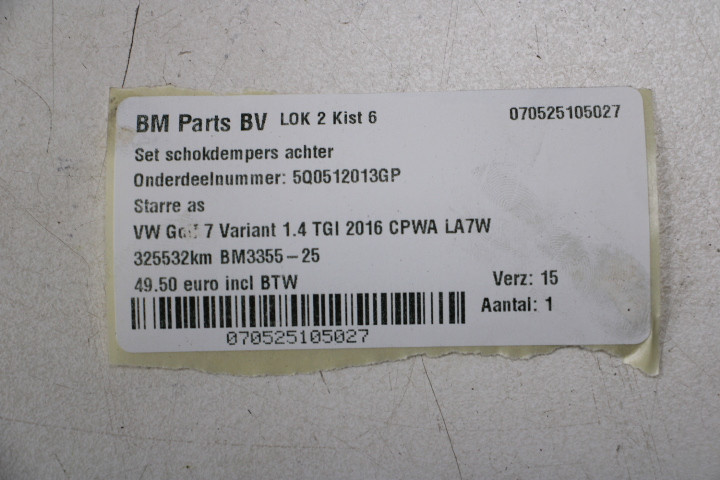 BM Parts BV LOK 2 Kist 6 070525105027
Set schokdempers achter
Onderdeelnummer: 5Q0512013GP
Starre as
VW Golf 7 Variant 1.4 TGI 2016 CPWA LA7W
325532km BM3355-25
49.50 euro incl BTW Verz: 15
Aantal: 1
070525105027